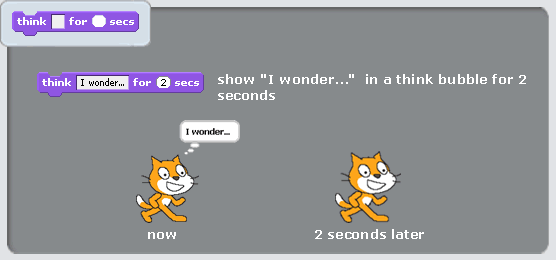 think for secs
think I wonder... for 2 secs
show "I wonder..." in a think bubble for 2
seconds
I wonder...
now
2 seconds later